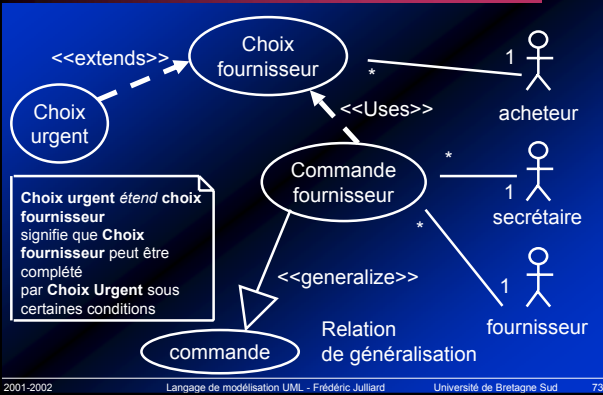 Choix
fournisseur
<<extends>>
*
1
acheteur
Choix
urgent
<<Uses>>
Commande
fournisseur
*
1
secrétaire
Choix urgent étend choix
fournisseur
signifie que Choix
fournisseur peut être
complété
par Choix Urgent sous
certaines conditions
*
1
fournisseur
<<generalize>>
commande
Relation
de généralisation
2001-2002 Langage de modélisation UML - Frédéric Julliard Université de Bretagne Sud 73